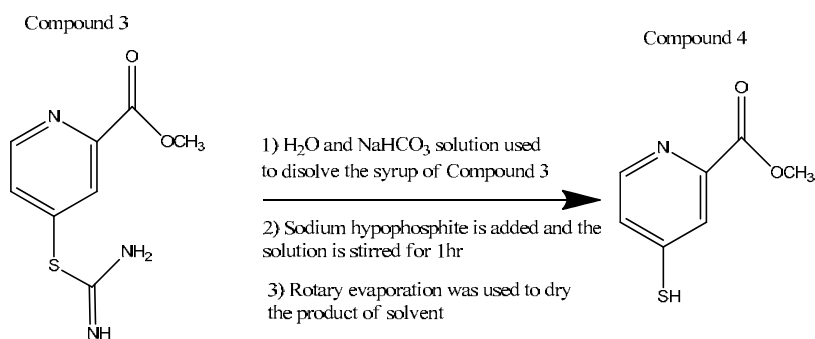 Compound 3
Compound 4
O
N
OCH3
S
NH2
NH
1) H2O and NaHCO3 solution used
to disolve the syrup of Compound 3
2) Sodium hypophosphite is added and the
solution is stirred for 1hr
3) Rotary evaporation was used to dry
the product of solvent
O
N
OCH3
SH